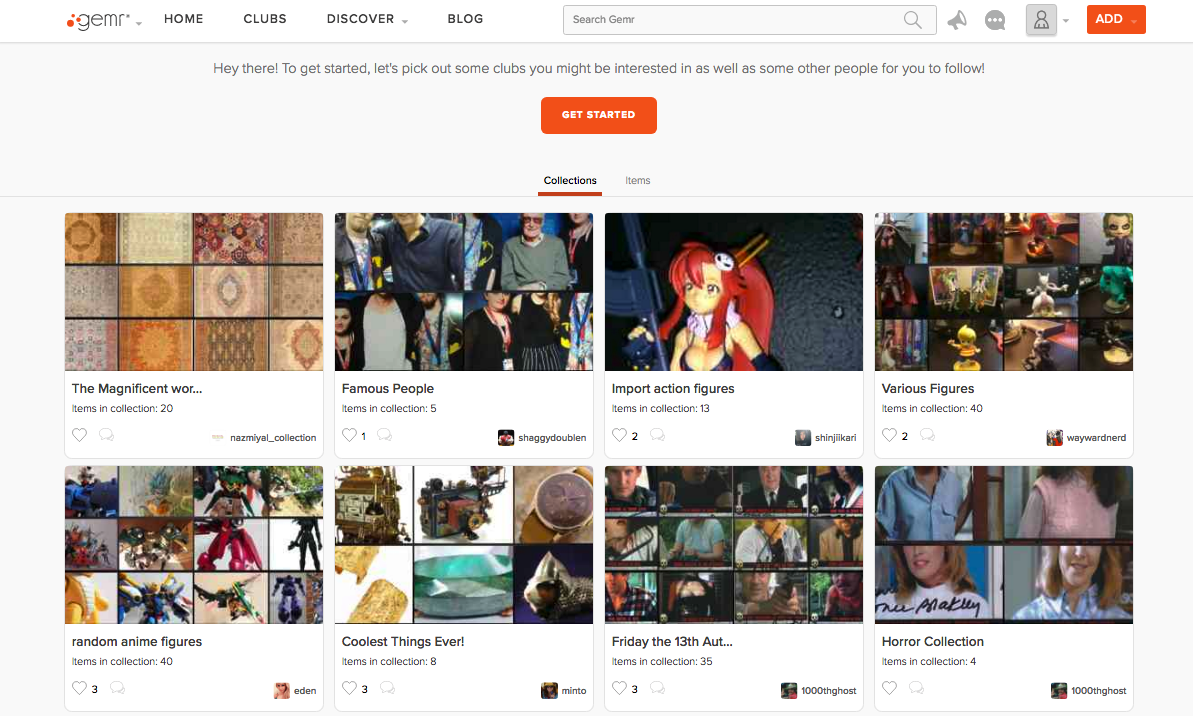 gemr
HOME
CLUBS
DISCOVER
BLOG
Search Gemr
ADD
Hey there! To get started, let's pick out some clubs you might be interested in as well as some other people for you to follow!
GET STARTED
Collections
Items
The Magnificent wor...
Items in collection: 20
nazmiyal_collection
Famous People
Items in collection: 5
1
shaggydoublen
Import action figures
Items in collection: 13
2
shinjiikari
Various Figures
Items in collection: 40
2
waywardnerd
random anime figures
Items in collection: 40
3
eden
Coolest Things Ever!
Items in collection: 8
3
minto
Friday the 13th Aut...
Items in collection: 35
3
1000thghost
Horror Collection
Items in collection: 4
1000thghost